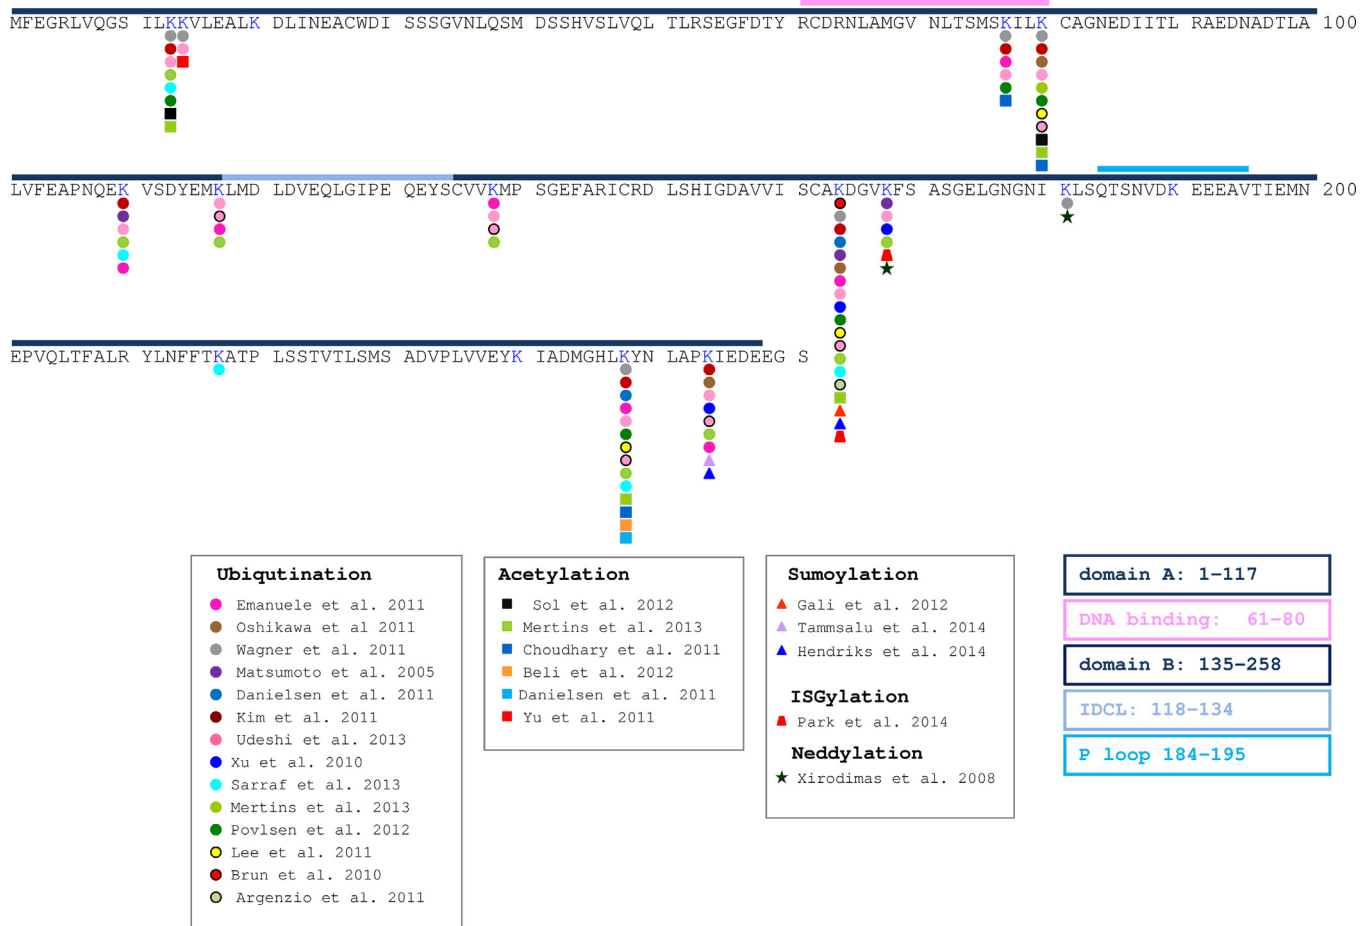 MFEGRLVQGS ILKKVLEALK DLINEACWDI SSSGVNLQSM DSSHVSLVQL TLRSEGFDTY RCDRNLAMGV NLTSMSKILK CAGNEDIITL RAEDNADTLA 100
LVFEAPNQEK VSDYEMKLMD LDVEQLGIPE QEYSCVVKMP SGEFARICRD LSHIGDAVVI SCAKDGVKFS ASGELGNGNI KLSQTSNVDK EEEAVTIEMN 200
EPVQLTFALR YLNFFTKATP LSSTVTLSMS ADVPLVVEYK IADMGHLKYN LAPKIEDEEG S
Ubiqutination
Emanuele et al. 2011
Oshikawa et al 2011
Wagner et al. 2011
Matsumoto et al. 2005
Danielsen et al. 2011
Kim et al. 2011
Udeshi et al. 2013
Xu et al. 2010
Sarraf et al. 2013
Mertins et al. 2013
Povlsen et al. 2012
Lee et al. 2011
Brun et al. 2010
Argenzio et al. 2011
Acetylation
Sol et al. 2012
Mertins et al. 2013
Choudhary et al. 2011
Beli et al. 2012
Danielsen et al. 2011
Yu et al. 2011
Sumoylation
Gali et al. 2012
Tammsalu et al. 2014
Hendriks et al. 2014
ISGylation
Park et al. 2014
Neddylation
Xirodimas et al. 2008
domain A: 1-117
DNA binding: 61-80
domain B: 135-258
IDCL: 118-134
P loop 184-195